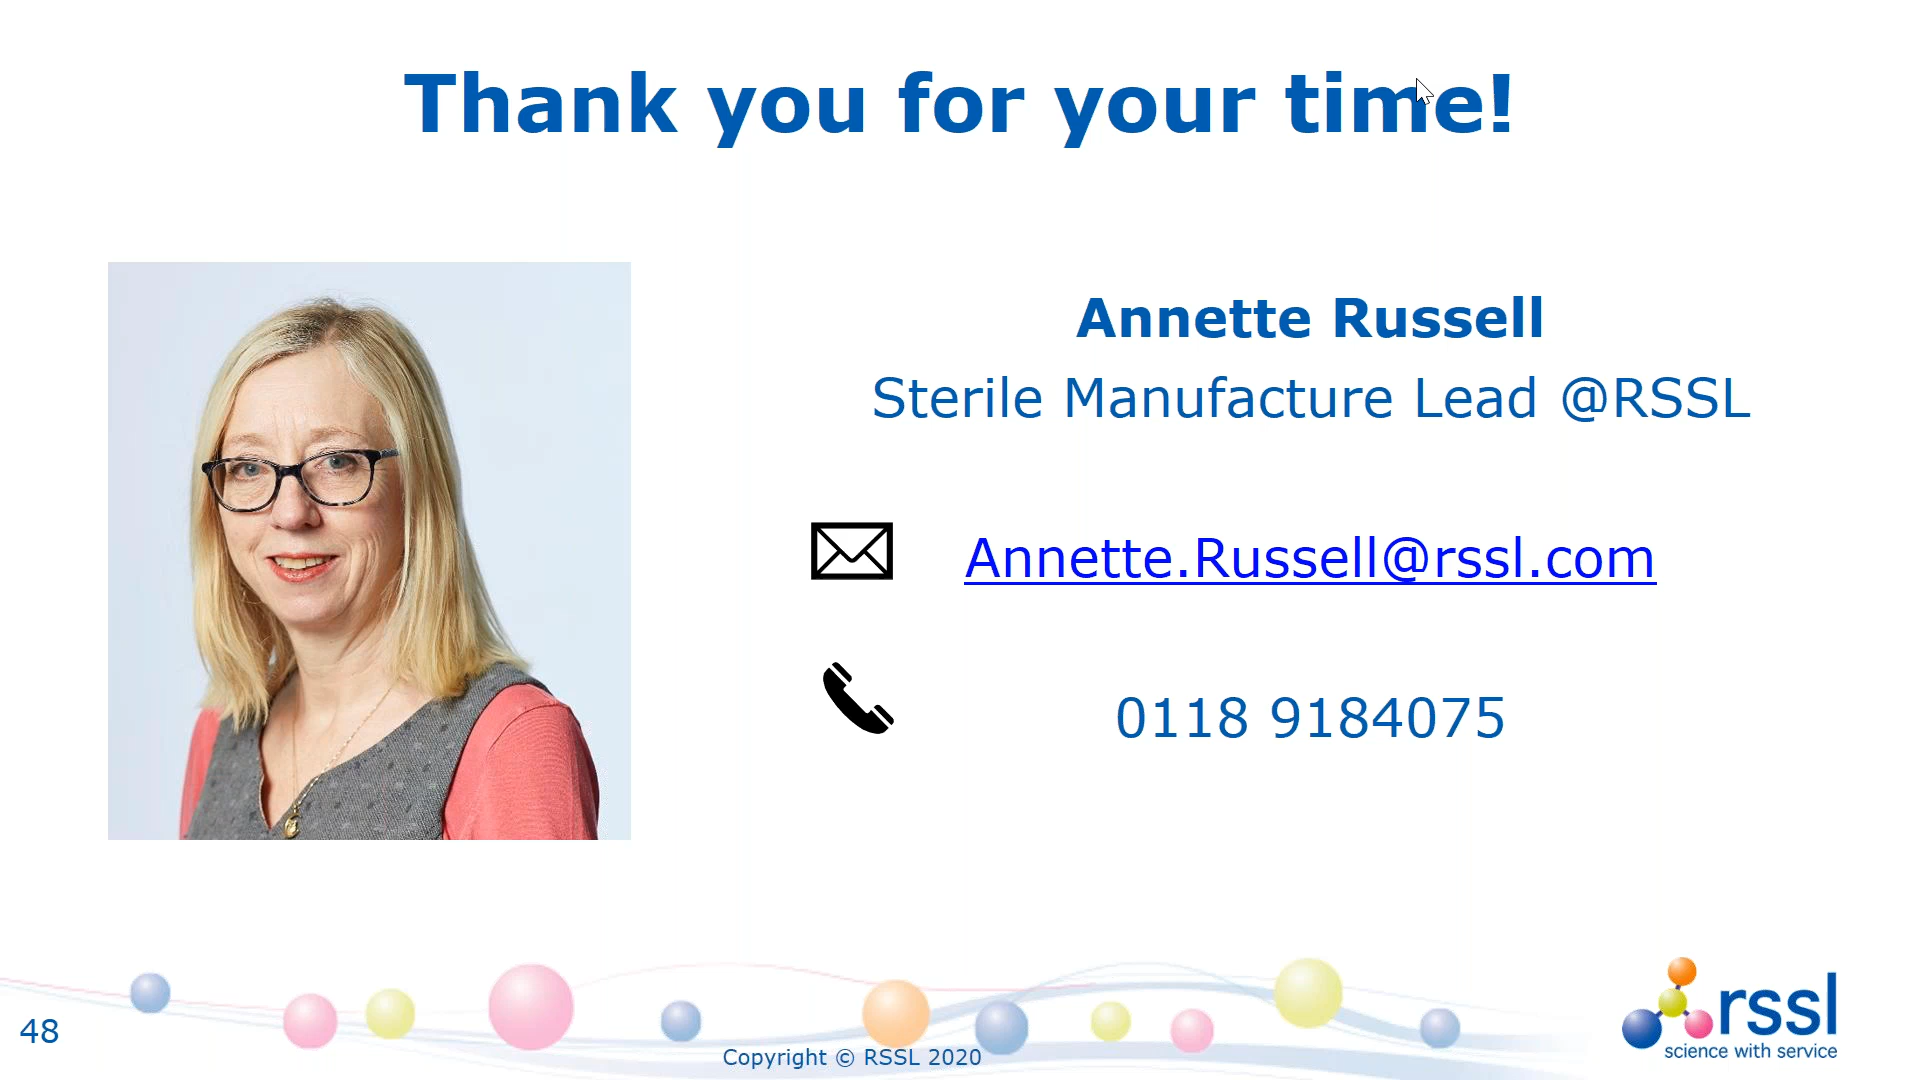 Thank you for your time!
Annette Russell
Sterile Manufacture Lead @RSSL
Annette.Russell@rssl.com
0118 9184075
48
Copyright © RSSL 2020
rssl
science with service